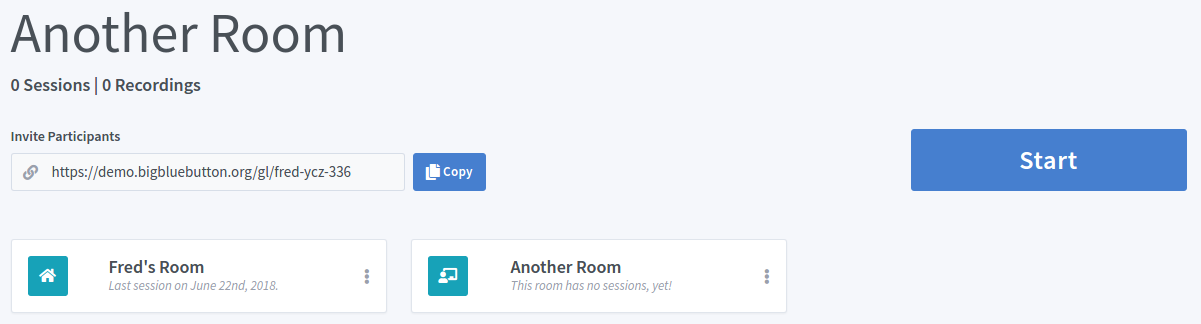 Another Room
0 Sessions | 0 Recordings
Invite Participants
https://demo.bigbluebutton.org/gl/fred-ycz-336
Copy
Start
Fred's Room
Last session on June 22nd, 2018.
Another Room
This room has no sessions, yet!